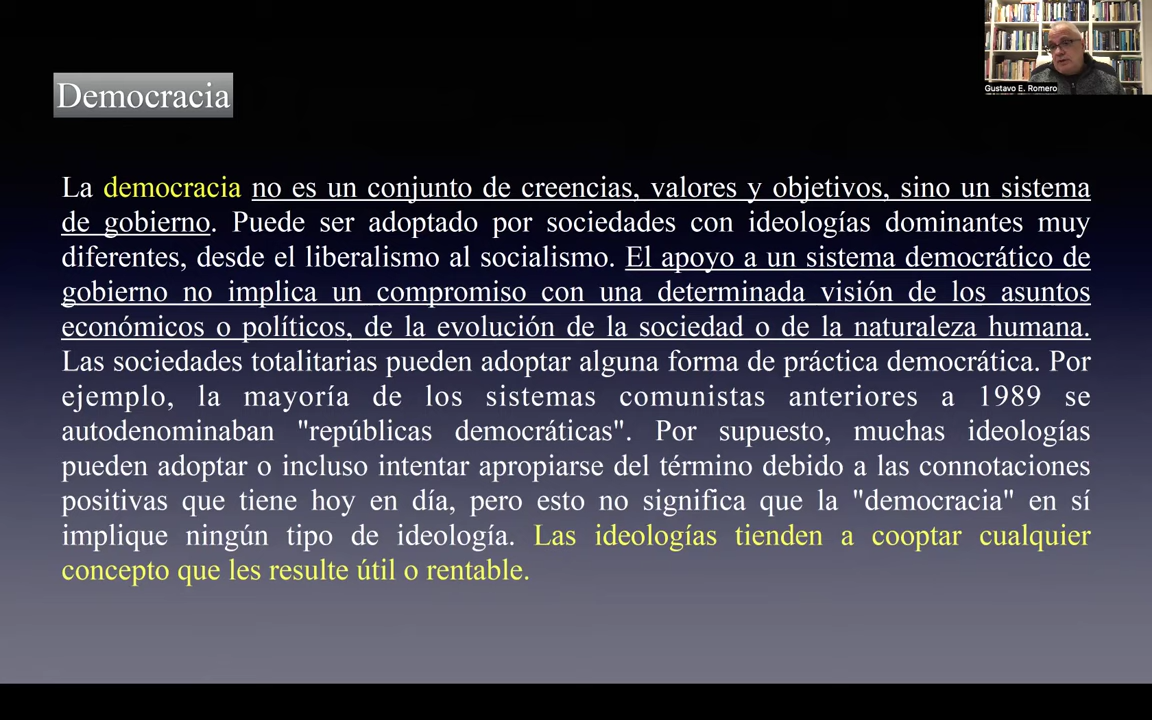 Gustavo E. Romero
Democracia
La democracia no es un conjunto de creencias, valores y objetivos, sino un sistema
de gobierno. Puede ser adoptado por sociedades con ideologías dominantes muy
diferentes, desde el liberalismo al socialismo. El apoyo a un sistema democrático de
gobierno no implica un compromiso con una determinada visión de los asuntos
económicos o políticos, de la evolución de la sociedad o de la naturaleza humana.
Las sociedades totalitarias pueden adoptar alguna forma de práctica democrática. Por
ejemplo, la mayoría de los sistemas comunistas anteriores a 1989 se
autodenominaban "repúblicas democráticas". Por supuesto, muchas ideologías
pueden adoptar o incluso intentar apropiarse del término debido a las connotaciones
positivas que tiene hoy en día, pero esto no significa que la "democracia" en sí
implique ningún tipo de ideología. Las ideologías tienden a cooptar cualquier
concepto que les resulte útil o rentable.